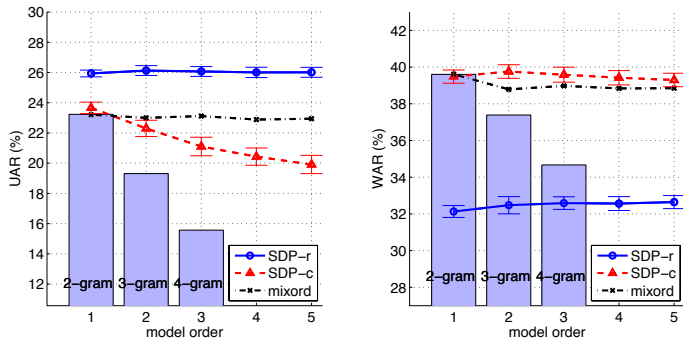 30
28
26
24
22
20
18
16
14
12
UAR (%)
2−gram
3−gram
4−gram
SDP−r
SDP−c
mixord
1 2 3 4 5
model order
42
40
38
36
34
32
30
28
WAR (%)
2−gram
3−gram
4−gram
SDP−r
SDP−c
mixord
1 2 3 4 5
model order